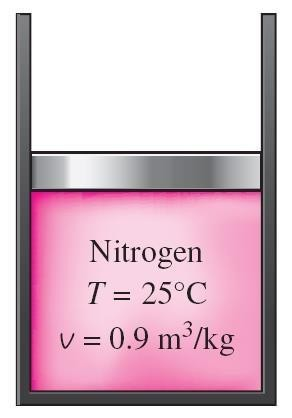 Nitrogen
T = 25°C
v = 0.9 m³/kg